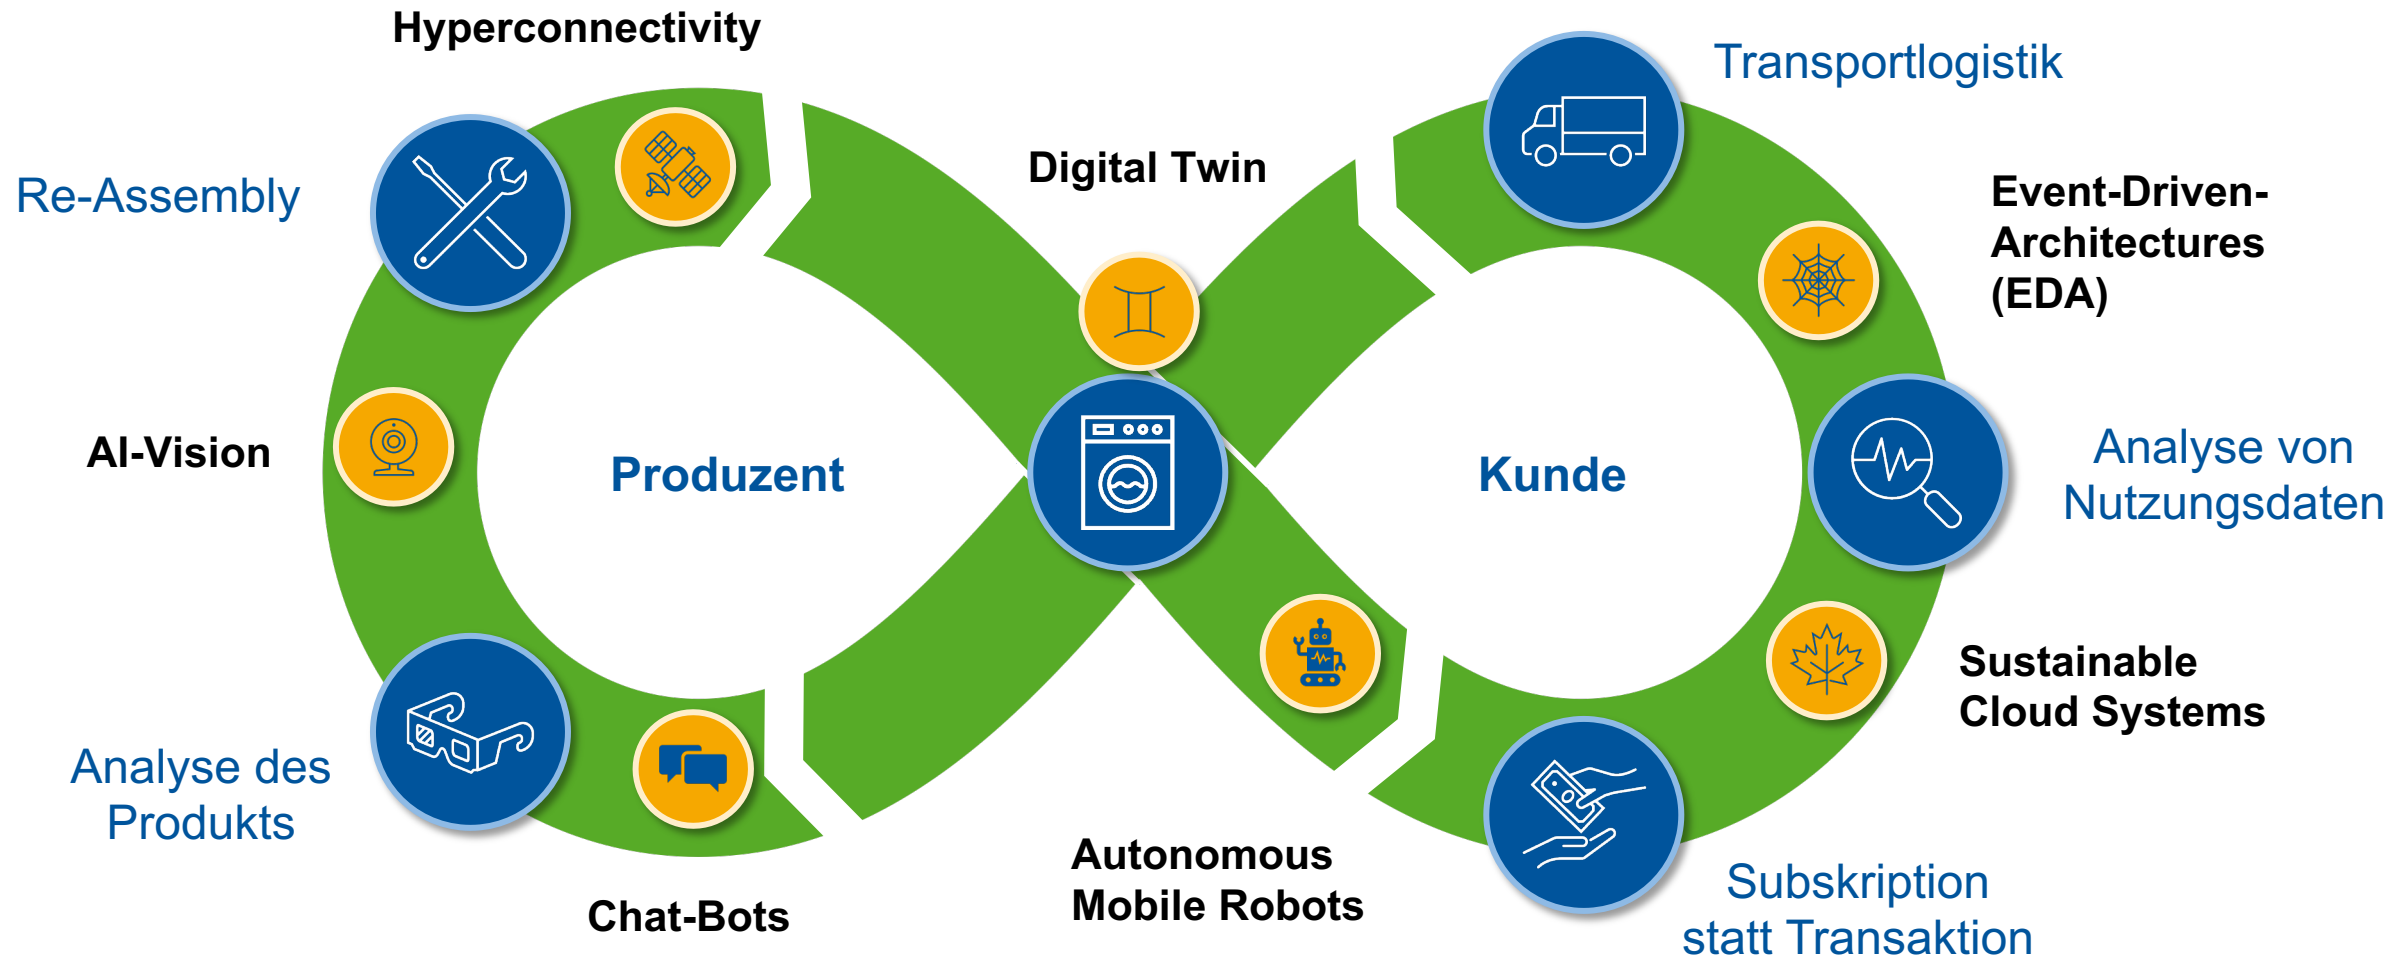 Hyperconnectivity
Transportlogistik
Digital Twin
Re-Assembly
Event-Driven-
Architectures
(EDA)
AI-Vision
Produzent
Kunde
Analyse von
Nutzungsdaten
Sustainable
Cloud Systems
Analyse des
Produkts
Autonomous
Mobile Robots
Chat-Bots
Subskription
statt Transaktion